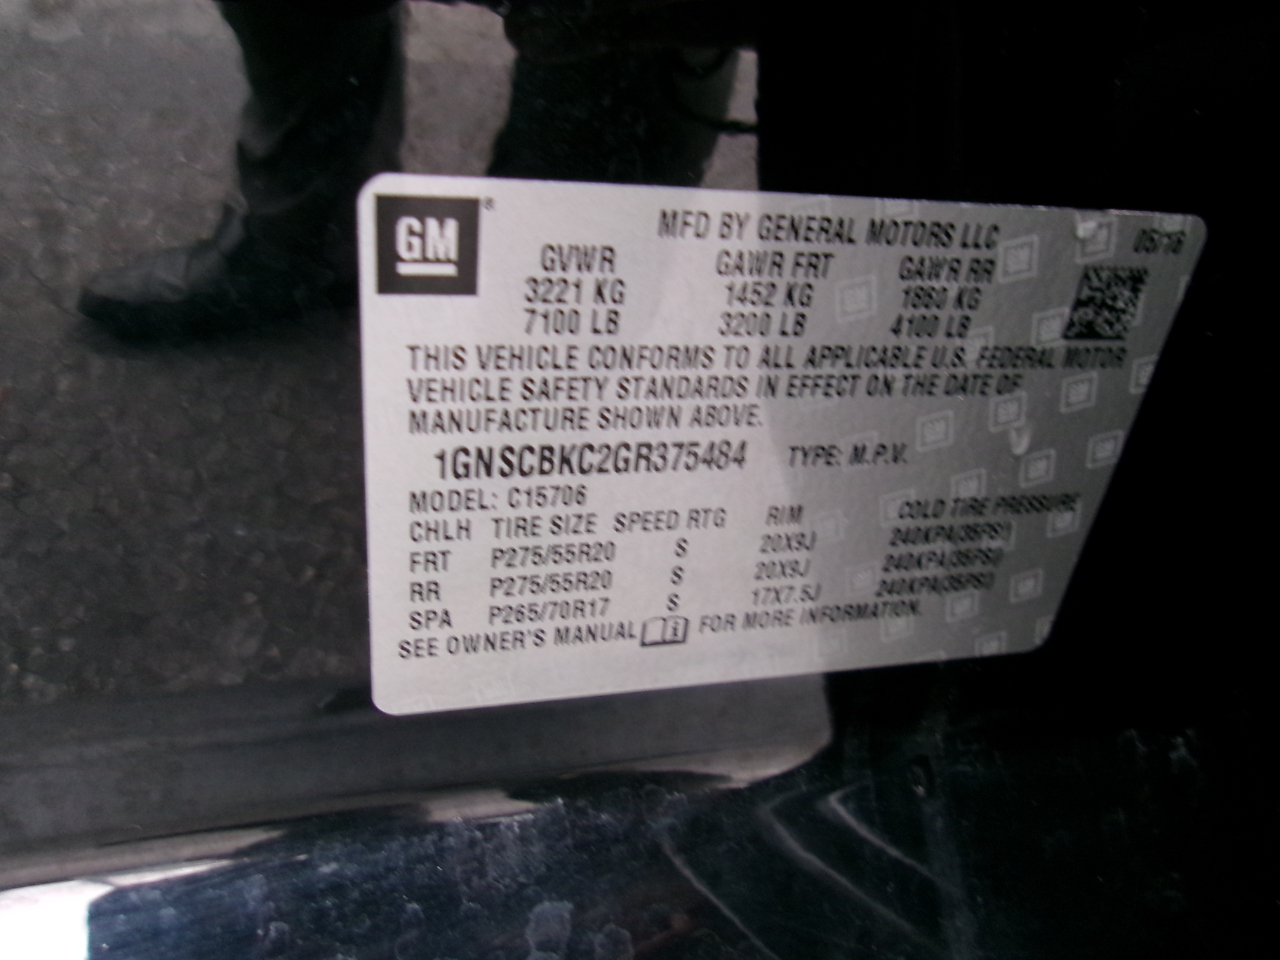 GM®
MFD BY GENERAL MOTORS LLC 05/16
GVWR GAWR FRT GAWR RR
3221 KG 1452 KG 1860 KG
7100 LB 3200 LB 4100 LB
THIS VEHICLE CONFORMS TO ALL APPLICABLE U.S. FEDERAL MOTOR
VEHICLE SAFETY STANDARDS IN EFFECT ON THE DATE OF
MANUFACTURE SHOWN ABOVE.
1GNSCBKC2GR375484 TYPE: M.P.V.
MODEL: C15706
CHLH TIRE SIZE SPEED RTG RIM COLD TIRE PRESSURE
FRT P275/55R20 S 20X9J 240KPA(35PSI)
RR P275/55R20 S 20X9J 240KPA(35PSI)
SPA P265/70R17 S 17X7.5J 240KPA(35PSI)
SEE OWNER'S MANUAL FOR MORE INFORMATION.